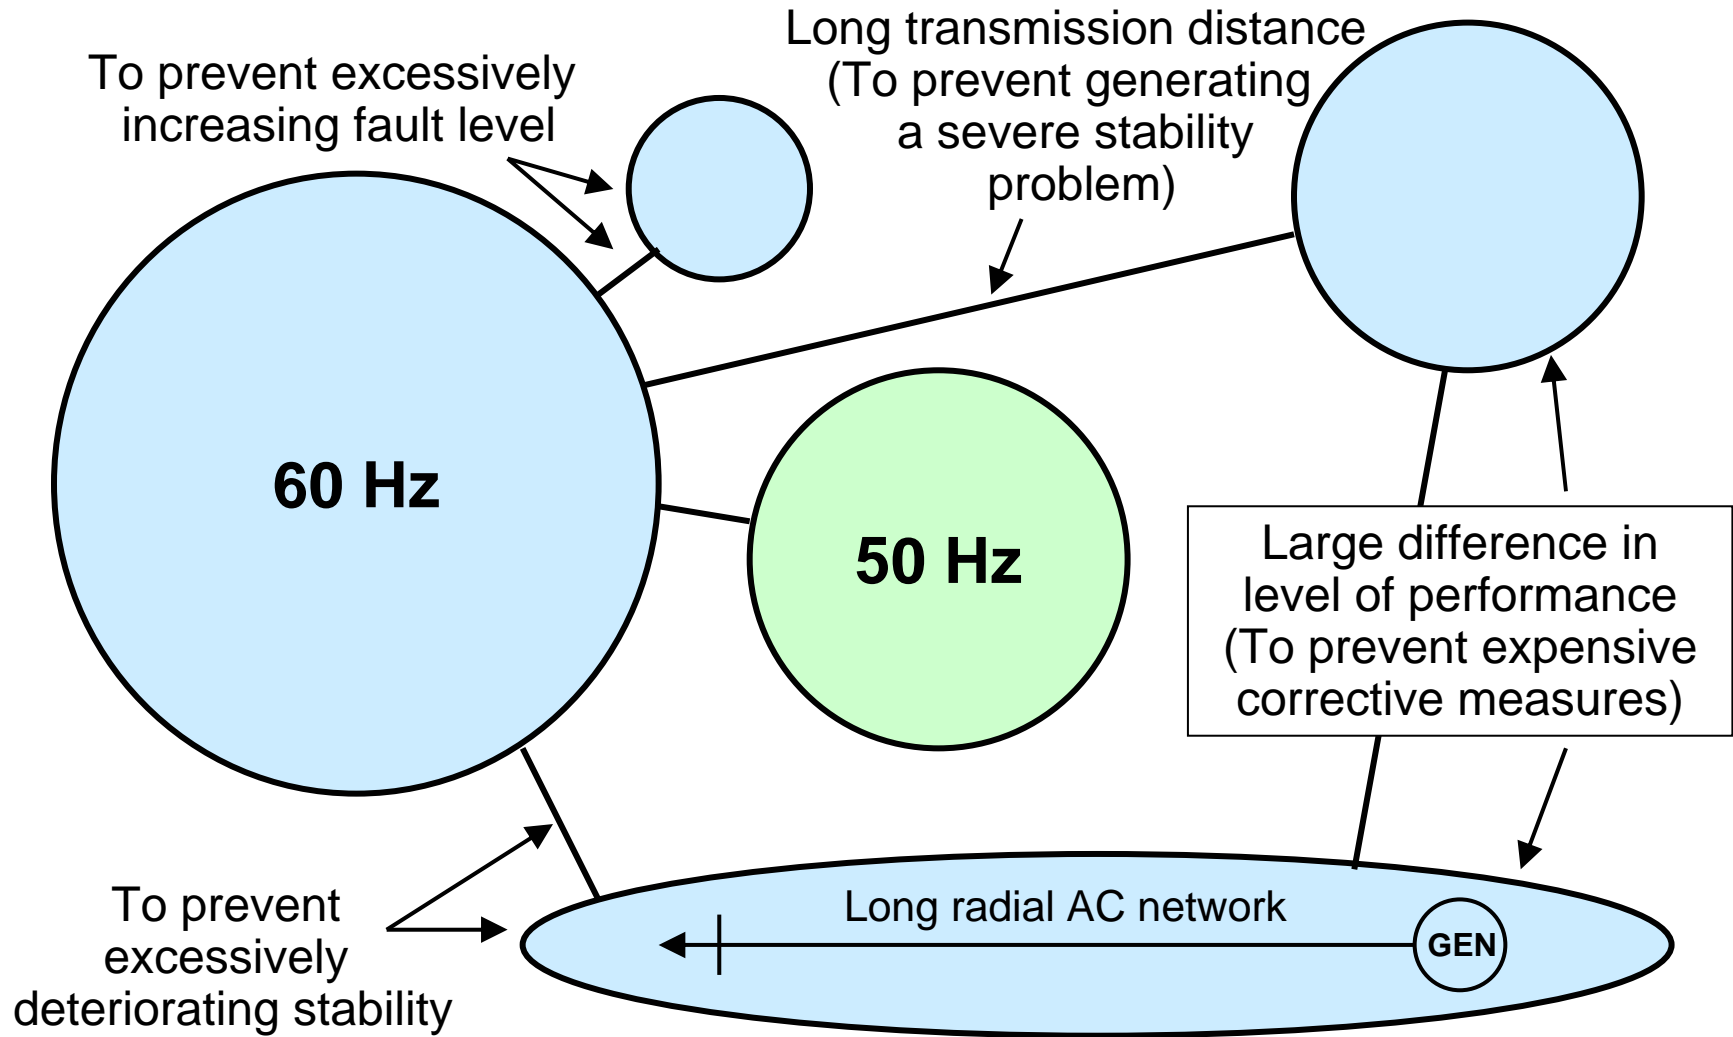 To prevent excessively
increasing fault level
Long transmission distance
(To prevent generating
a severe stability
problem)
60 Hz
50 Hz
Large difference in
level of performance
(To prevent expensive
corrective measures)
To prevent
excessively
deteriorating stability
Long radial AC network
GEN